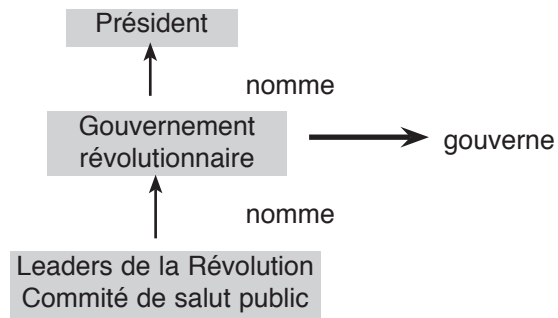 Président
nomme
Gouvernement
révolutionnaire
gouverne
nomme
Leaders de la Révolution
Commité de salut public